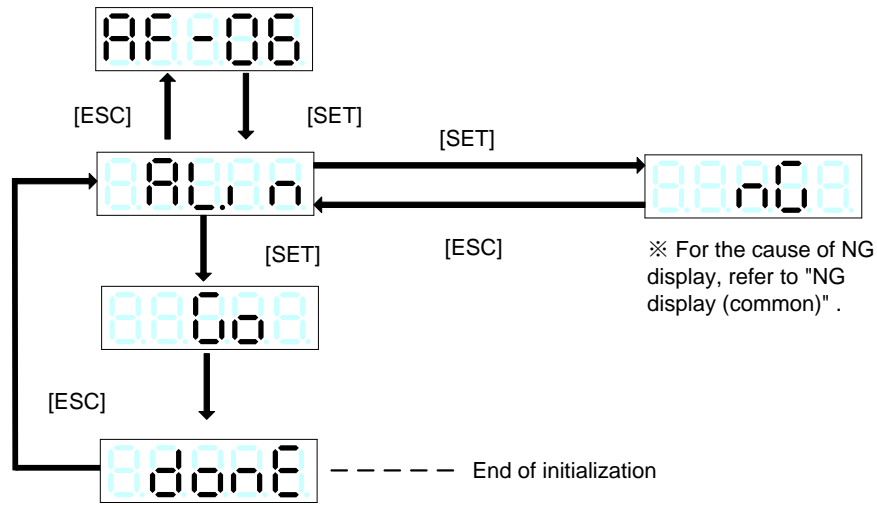 AF-06
[ESC]
[SET]
[SET]
AL.in
nG
[ESC]
[SET]
※ For the cause of NG
display, refer to "NG
display (common)" .
Go
[ESC]
donE
End of initialization